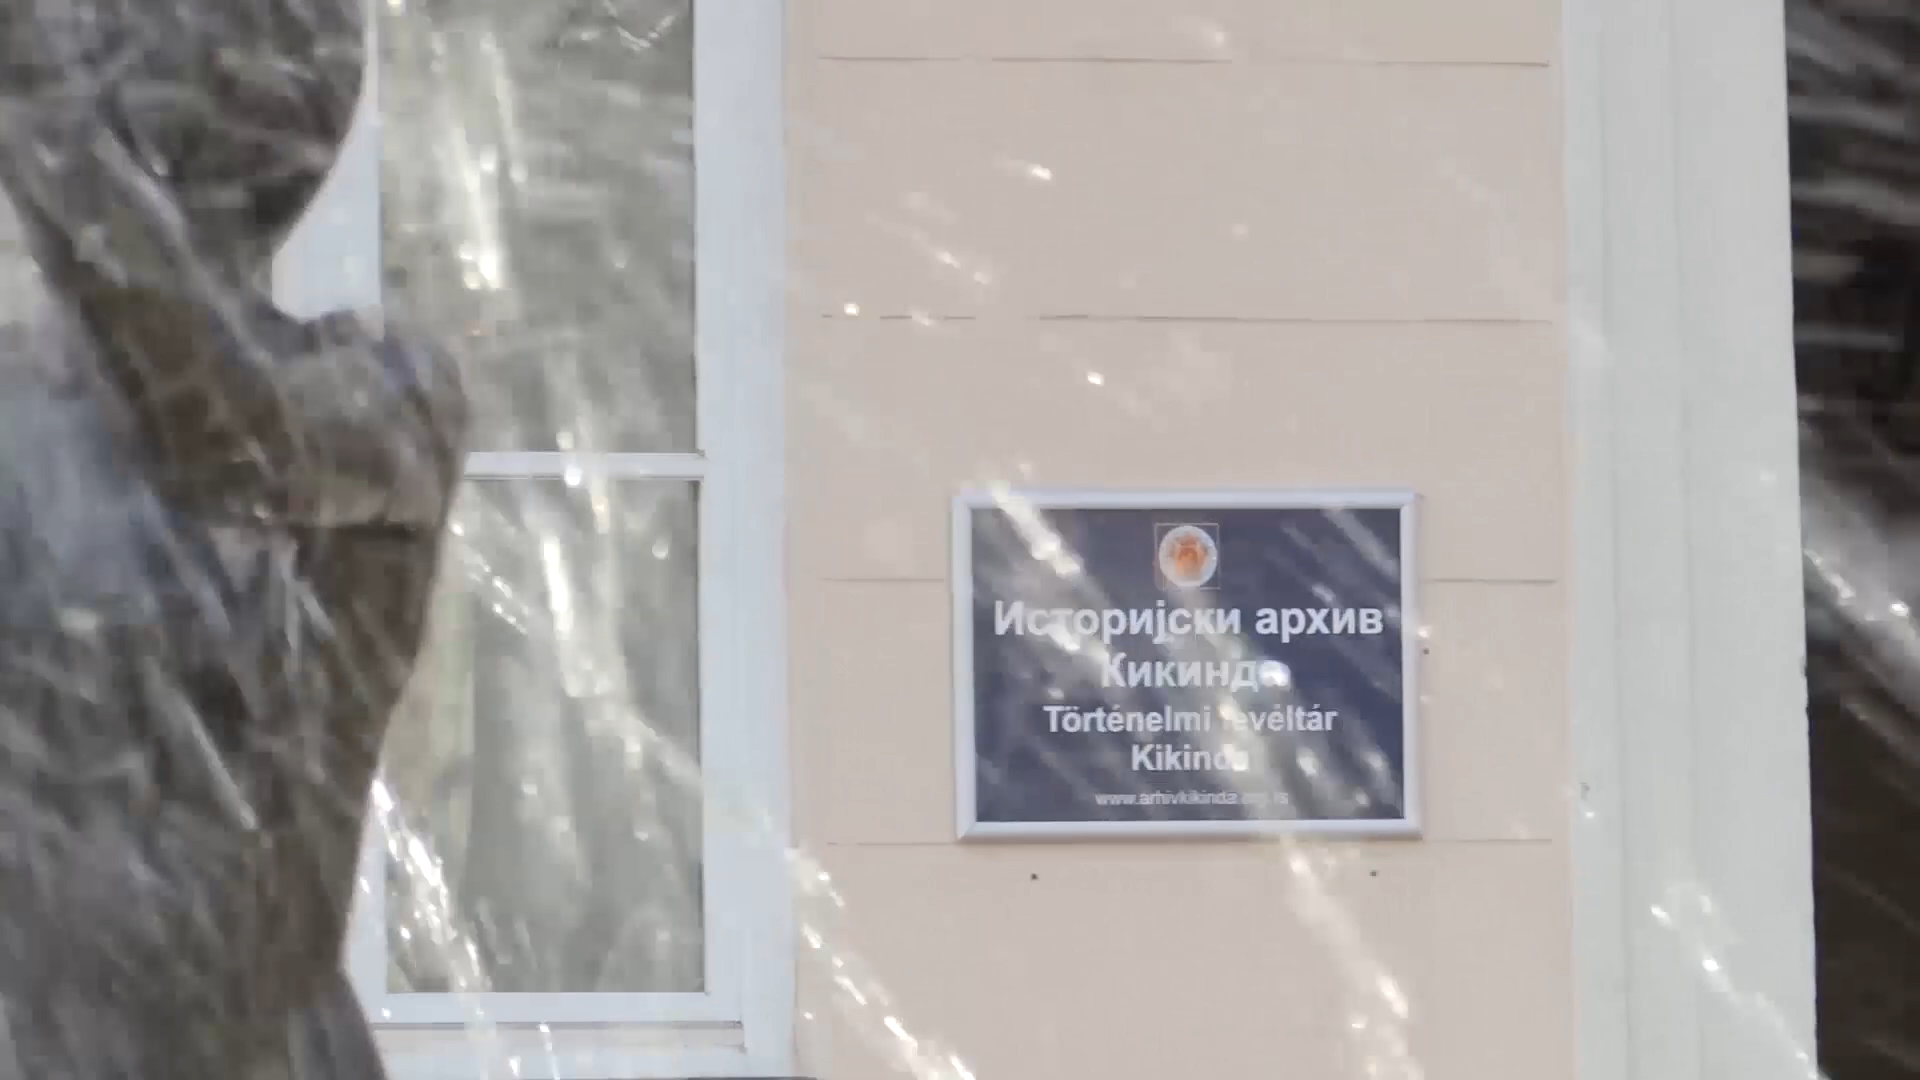 Историјски архив
Кикинда
Történelmi levéltár
Kikinda
www.arhivkikinda.org.rs